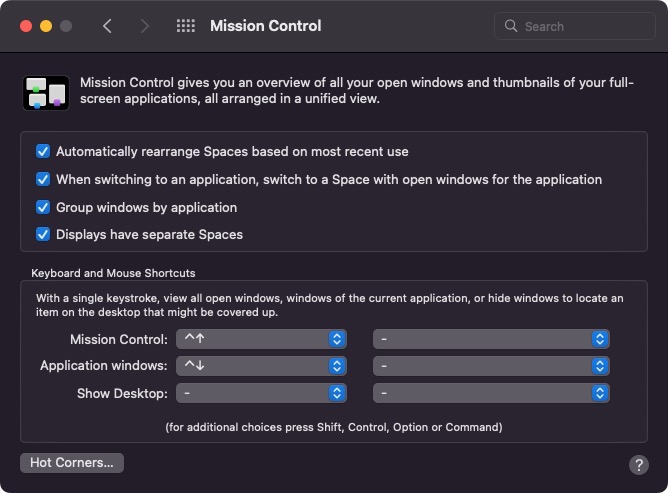 Mission Control
Search
Mission Control gives you an overview of all your open windows and thumbnails of your full-
screen applications, all arranged in a unified view.
Automatically rearrange Spaces based on most recent use
When switching to an application, switch to a Space with open windows for the application
Group windows by application
Displays have separate Spaces
Keyboard and Mouse Shortcuts
With a single keystroke, view all open windows, windows of the current application, or hide windows to locate an
item on the desktop that might be covered up.
Mission Control: ^↑ -
Application windows: ^↓ -
Show Desktop: - -
(for additional choices press Shift, Control, Option or Command)
Hot Corners... ?